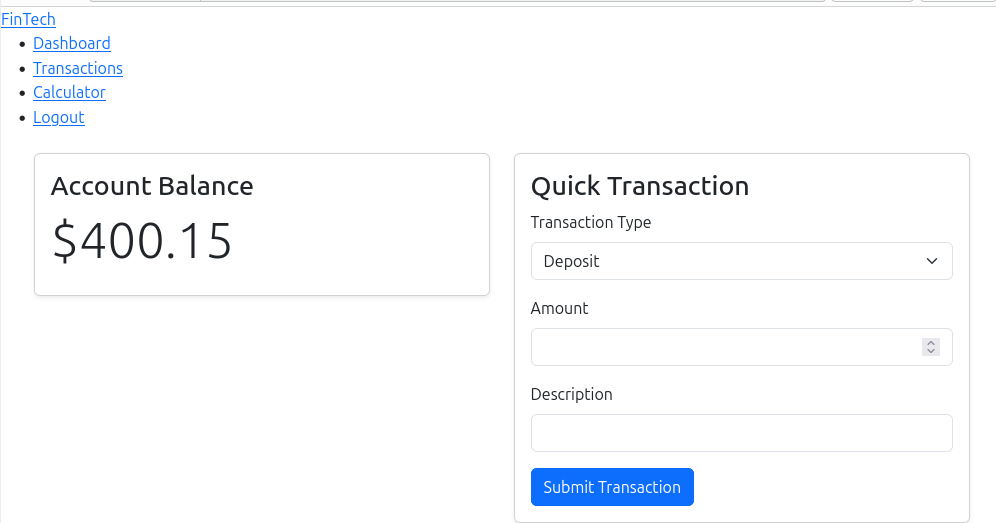 FinTech
Dashboard
Transactions
Calculator
Logout
Account Balance
$400.15
Quick Transaction
Transaction Type
Deposit
Amount
Description
Submit Transaction